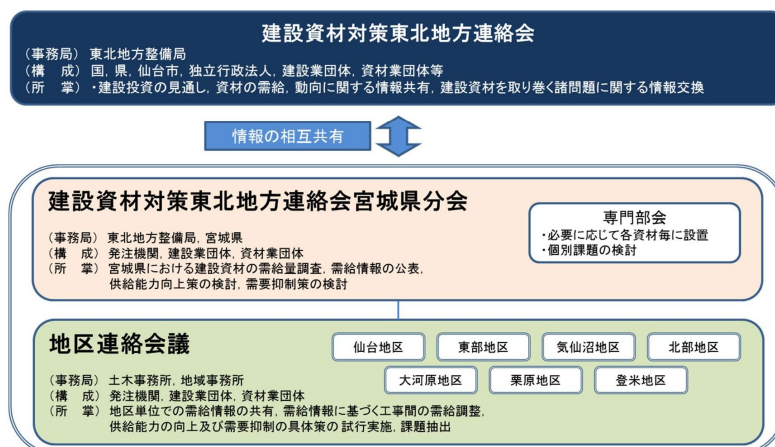 建設資材対策東北地方連絡会
（事務局） 東北地方整備局
（構　成） 国，県，仙台市，独立行政法人，建設業団体，資材業団体等
（所　掌） ・建設投資の見通し，資材の需給，動向に関する情報共有，建設資材を取り巻く諸問題に関する情報交換
情報の相互共有
建設資材対策東北地方連絡会宮城県分会
（事務局） 東北地方整備局，宮城県
（構　成） 発注機関，建設業団体，資材業団体
（所　掌） 宮城県における建設資材の需給量調査，需給情報の公表，
供給能力向上策の検討，需要抑制策の検討
専門部会
・必要に応じて各資材毎に設置
・個別課題の検討
地区連絡会議
仙台地区
東部地区
気仙沼地区
北部地区
大河原地区
栗原地区
登米地区
（事務局） 土木事務所，地域事務所
（構　成） 発注機関，建設業団体，資材業団体
（所　掌） 地区単位での需給情報の共有，需給情報に基づく工事間の需給調整，
供給能力の向上及び需要抑制の具体策の試行実施，課題抽出